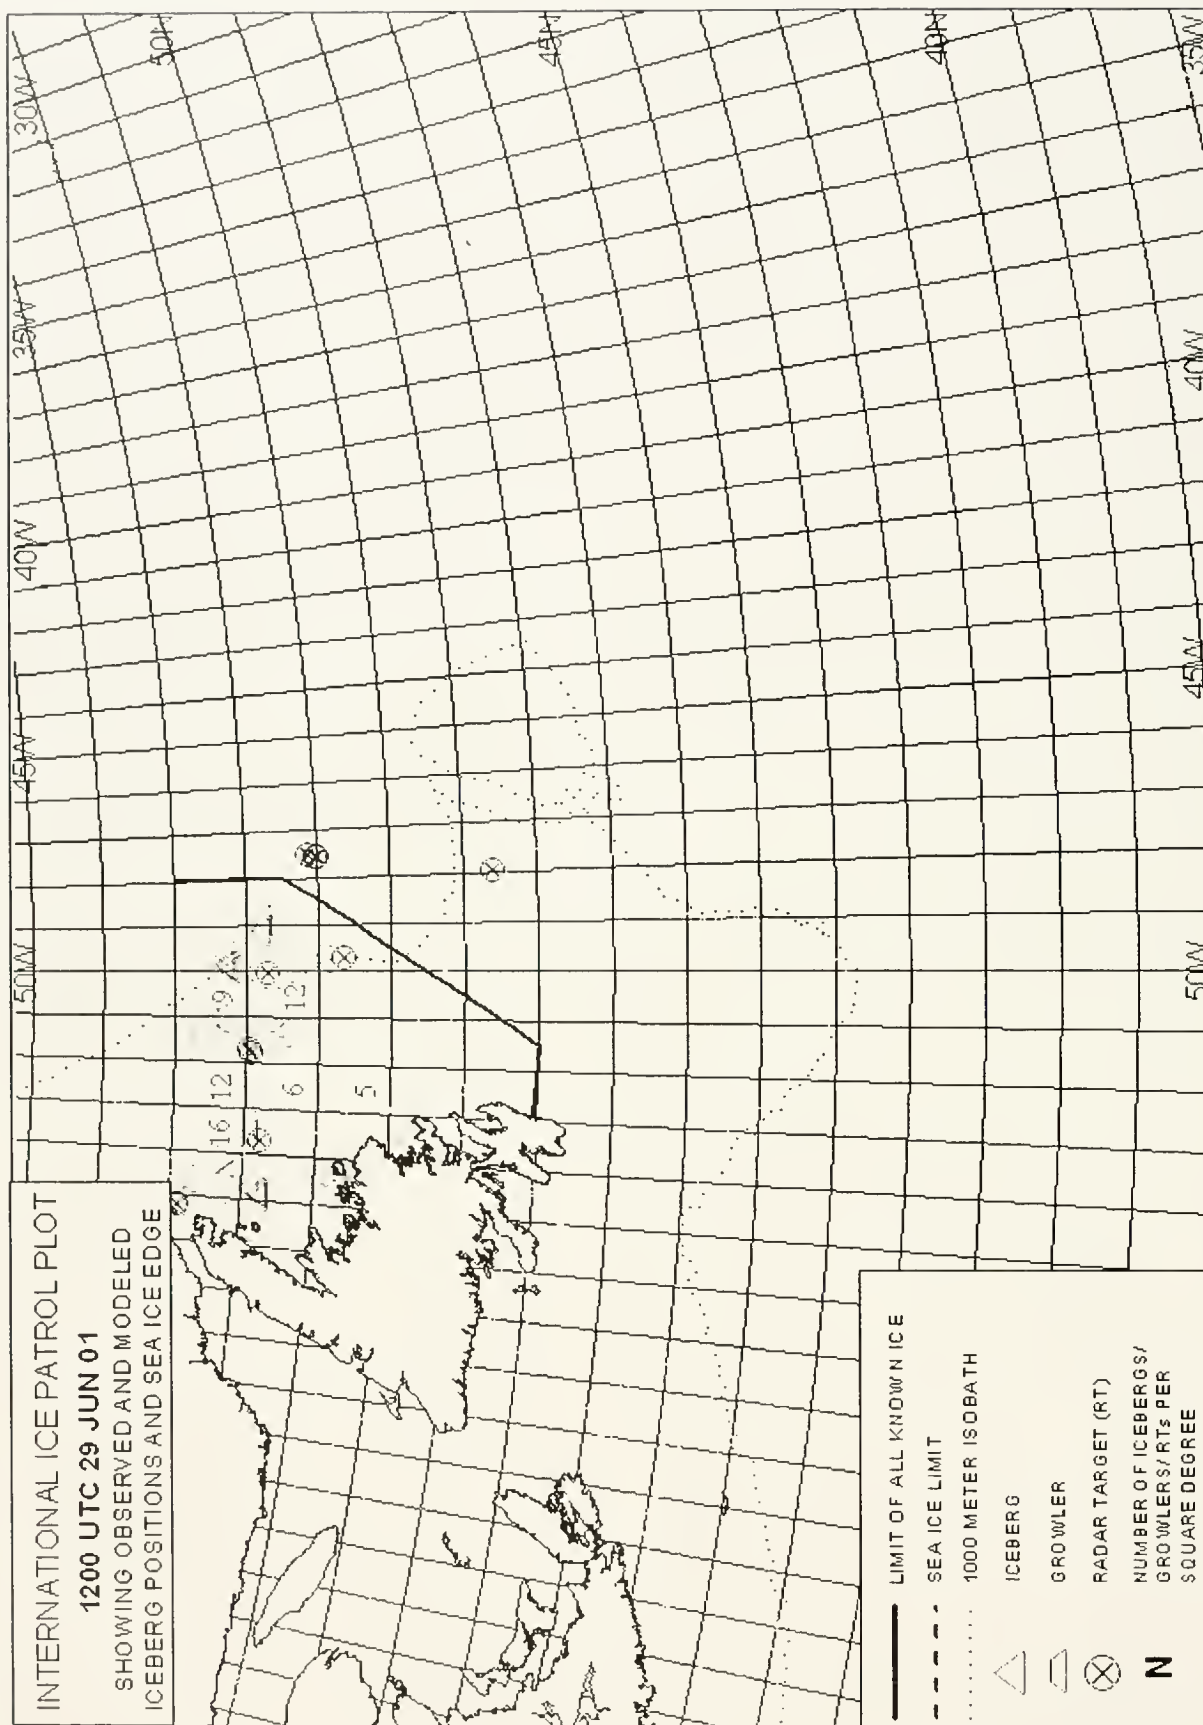 INTERNATIONAL ICE PATROL PLOT
1200 UTC 29 JUN 01
SHOWING OBSERVED AND MODELED
ICEBERG POSITIONS AND SEA ICE EDGE
50W
45W
40W
35W
30W
50N
45N
40N
35W
40W
45W
50W
16
12
9
6
12
5
LIMIT OF ALL KNOWN ICE
SEA ICE LIMIT
1000 METER ISOBATH
ICEBERG
GROWLER
RADAR TARGET (RT)
N
NUMBER OF ICEBERGS/
GROWLERS/RTs PER
SQUARE DEGREE